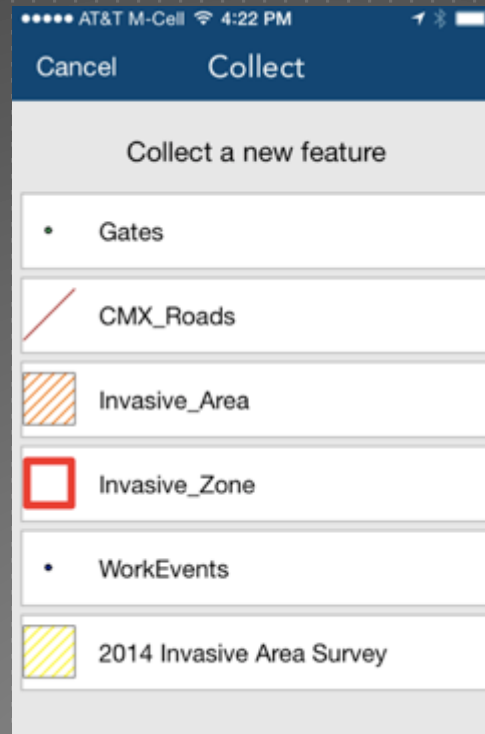 AT&T M-Cell 4:22 PM
Cancel Collect
Collect a new feature
Gates
CMX_Roads
Invasive_Area
Invasive_Zone
WorkEvents
2014 Invasive Area Survey